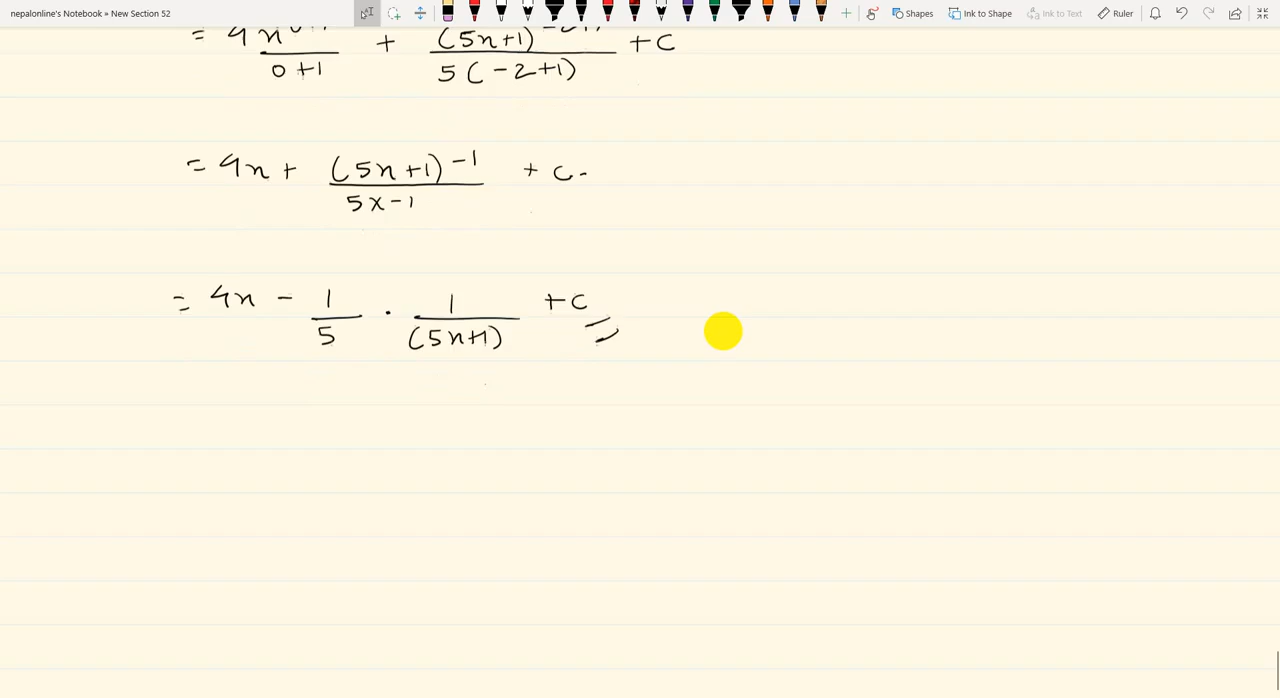 nepalonline's Notebook » New Section 52
Shapes Ink to Shape Ink to Text Ruler
= 4x^0+1/0+1 + (5x+1)^-2+1/5(-2+1) + C
= 4x + (5x+1)^-1/5×-1 + C.
= 4x - 1/5 · 1/(5x+1) + C